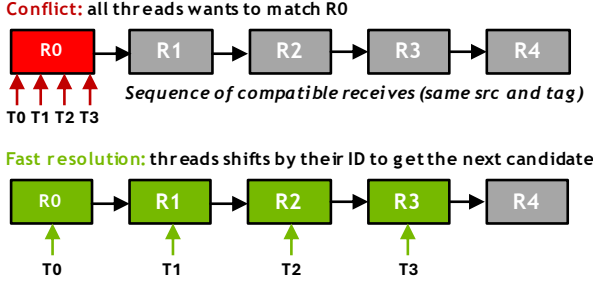 Conflict: all threads wants to match R0
R0 R1 R2 R3 R4
T0 T1 T2 T3
Sequence of compatible receives (same src and tag)
Fast resolution: threads shifts by their ID to get the next candidate
R0 R1 R2 R3 R4
T0 T1 T2 T3